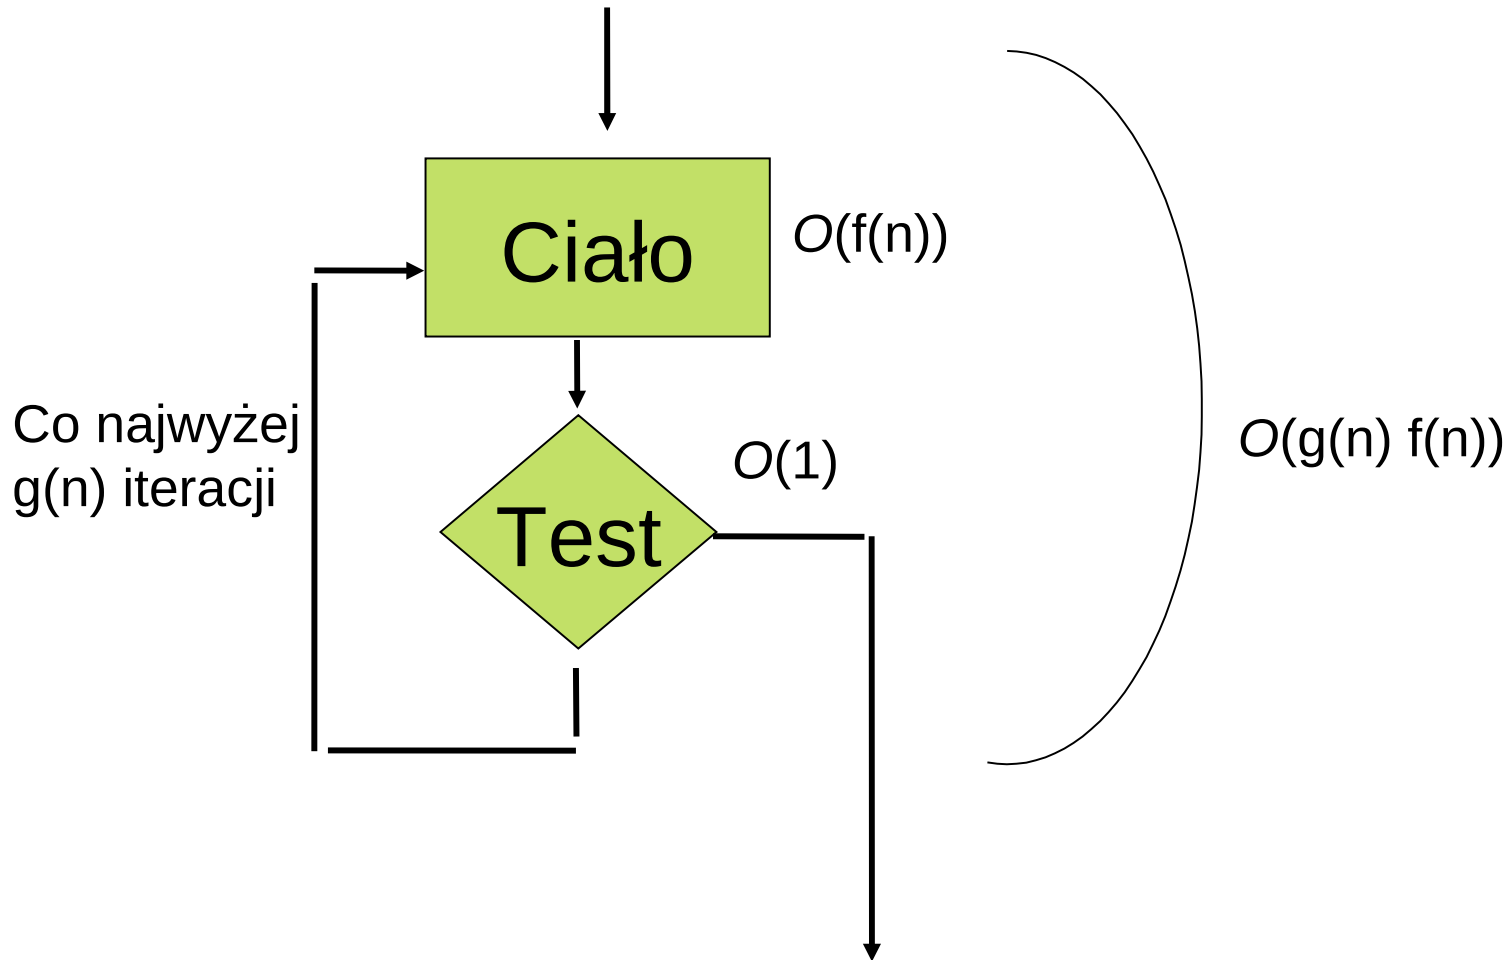 Ciało
O(f(n))
Co najwyżej
g(n) iteracji
O(1)
Test
O(g(n) f(n))